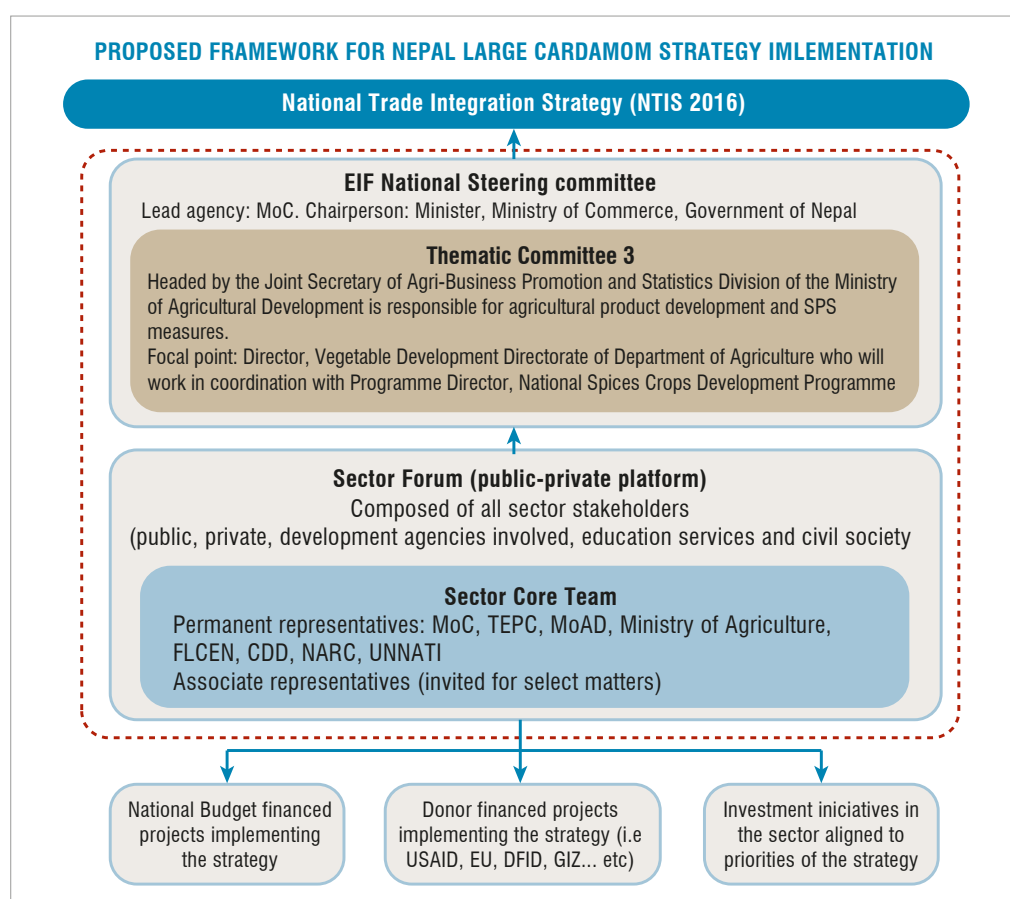 PROPOSED FRAMEWORK FOR NEPAL LARGE CARDAMOM STRATEGY IMLEMENTATION
National Trade Integration Strategy (NTIS 2016)
EIF National Steering committee
Lead agency: MoC. Chairperson: Minister, Ministry of Commerce, Government of Nepal
Thematic Committee 3
Headed by the Joint Secretary of Agri-Business Promotion and Statistics Division of the Ministry
of Agricultural Development is responsible for agricultural product development and SPS
measures.
Focal point: Director, Vegetable Development Directorate of Department of Agriculture who will
work in coordination with Programme Director, National Spices Crops Development Programme
Sector Forum (public-private platform)
Composed of all sector stakeholders
(public, private, development agencies involved, education services and civil society
Sector Core Team
Permanent representatives: MoC, TEPC, MoAD, Ministry of Agriculture,
FLCEN, CDD, NARC, UNNATI
Associate representatives (invited for select matters)
National Budget financed
projects implementing
the strategy
Donor financed projects
implementing the strategy (i.e
USAID, EU, DFID, GIZ... etc)
Investment iniciatives in
the sector aligned to
priorities of the strategy